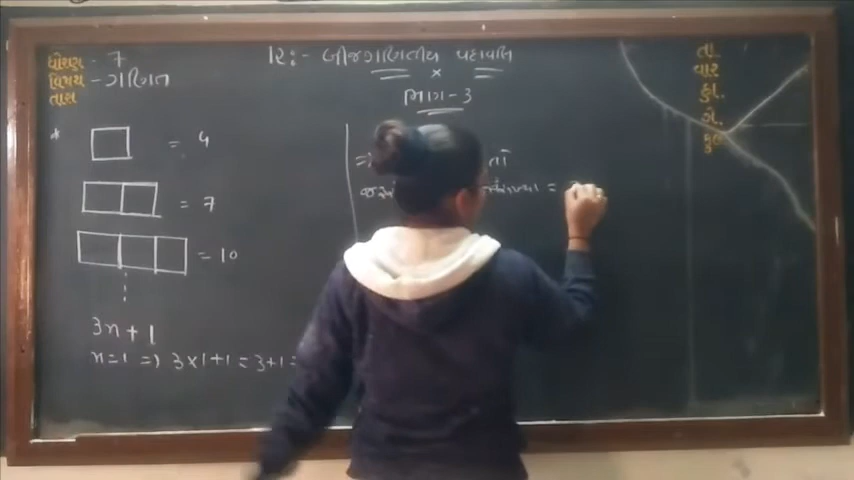 ધોરણ - 7
વિષય - ગણિત
તાસ
વિ:- બીજગણિતીય પદાવલિ
x
ભાગ-3
તા..
વાર
કુ..
ગે..
કુલ
*
= 4
= 7
= 10
3n + 1
n=1 => 3×1+1 = 3+1 =
=>
તાં
=